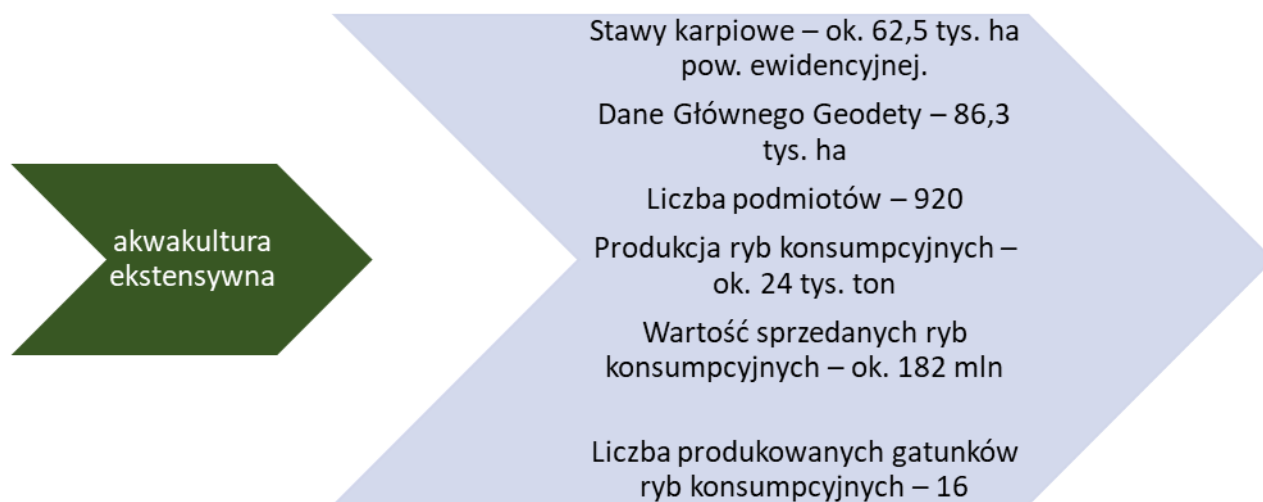 akwakultura
ekstensywna
Stawy karpiowe – ok. 62,5 tys. ha
pow. ewidencyjnej.
Dane Głównego Geodety – 86,3
tys. ha
Liczba podmiotów – 920
Produkcja ryb konsumpcyjnych –
ok. 24 tys. ton
Wartość sprzedanych ryb
konsumpcyjnych – ok. 182 mln
Liczba produkowanych gatunków
ryb konsumpcyjnych – 16